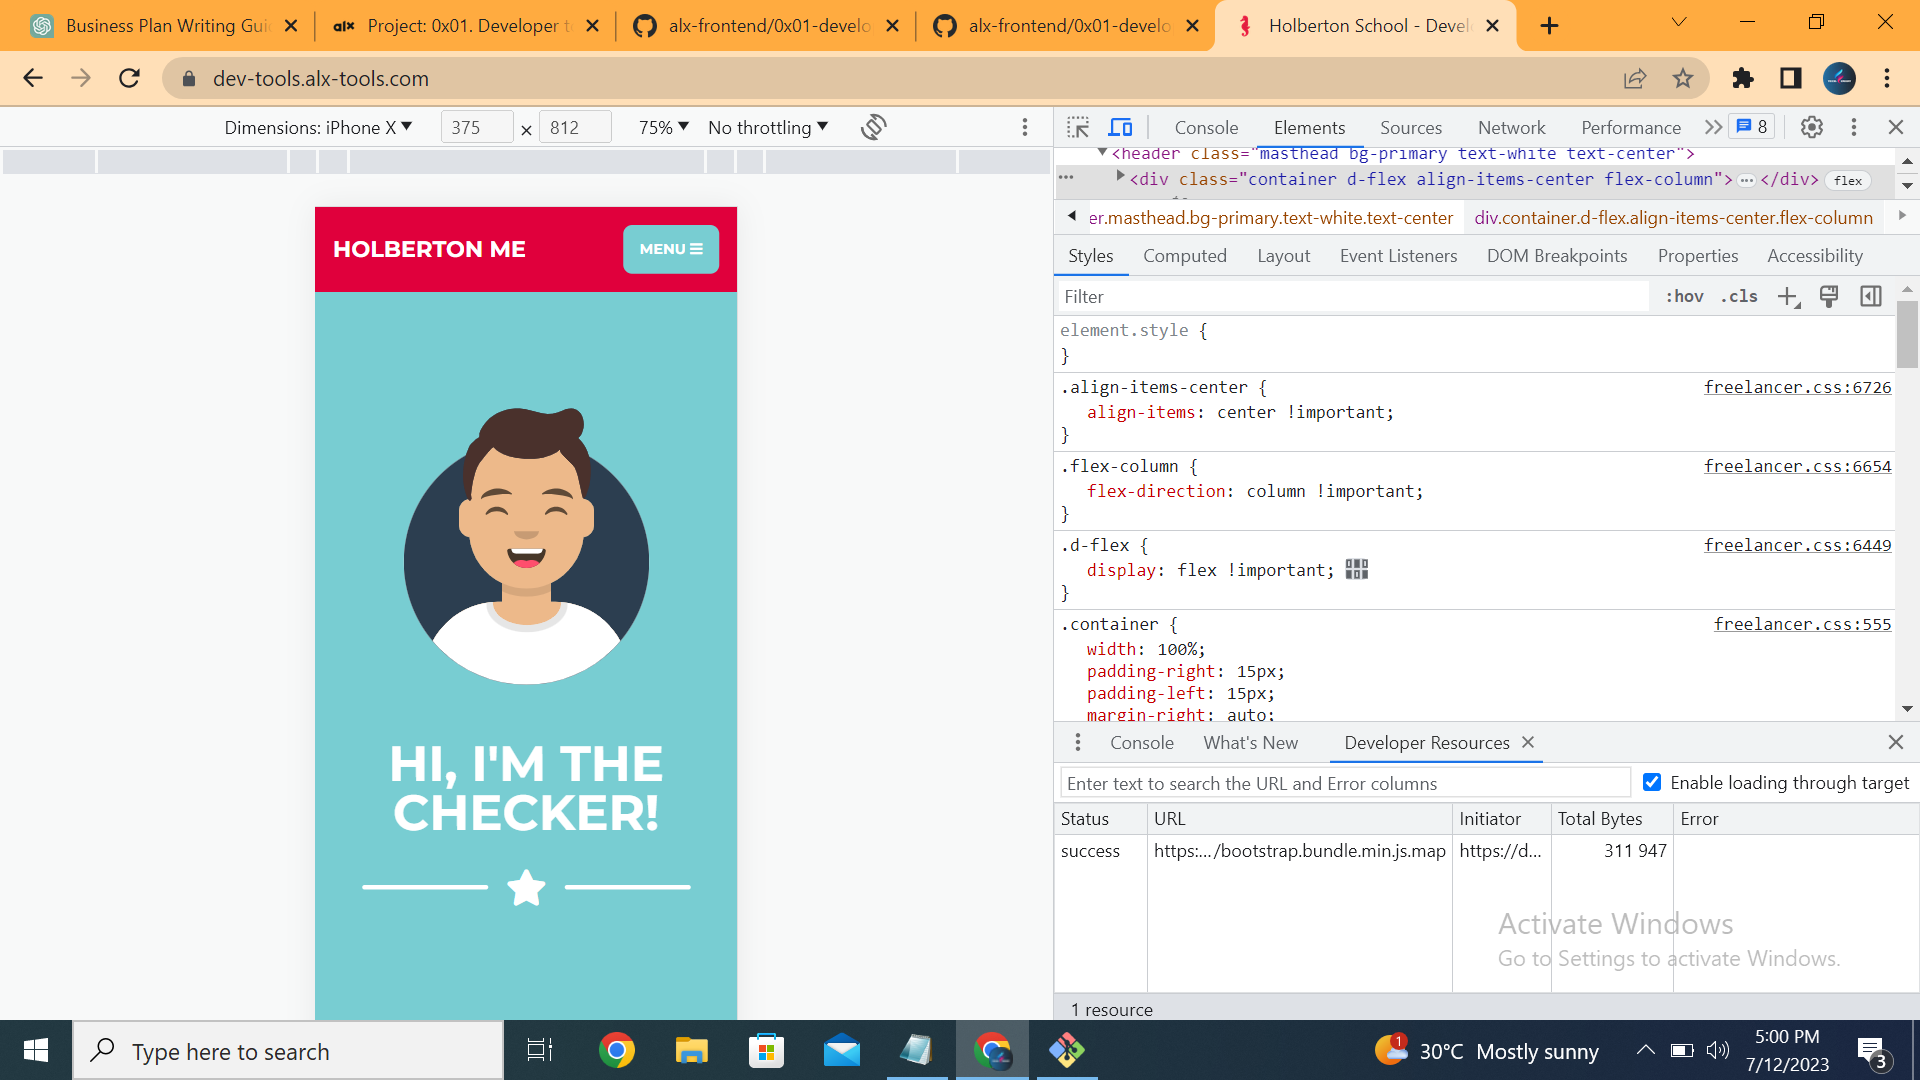 Business Plan Writing Gui
alx Project: 0x01. Developer t
alx-frontend/0x01-develo
alx-frontend/0x01-develo
Holberton School - Devel
dev-tools.alx-tools.com
Dimensions: iPhone X 375 × 812 75% No throttling
Console Elements Sources Network Performance 8
<header class="masthead bg-primary text-white text-center">
<div class="container d-flex align-items-center flex-column"> </div> flex
er.masthead.bg-primary.text-white.text-center div.container.d-flex.align-items-center.flex-column
Styles Computed Layout Event Listeners DOM Breakpoints Properties Accessibility
Filter :hov .cls
element.style {
}
.align-items-center { freelancer.css:6726
align-items: center !important;
}
.flex-column { freelancer.css:6654
flex-direction: column !important;
}
.d-flex { freelancer.css:6449
display: flex !important;
}
.container { freelancer.css:555
width: 100%;
padding-right: 15px;
padding-left: 15px;
margin-right: auto;
HOLBERTON ME MENU
HI, I'M THE
CHECKER!
Console What's New Developer Resources
Enter text to search the URL and Error columns Enable loading through target
Status URL Initiator Total Bytes Error
success https:…/bootstrap.bundle.min.js.map https://d… 311 947
Activate Windows
Go to Settings to activate Windows.
1 resource
Type here to search
1 30°C Mostly sunny
5:00 PM
7/12/2023
3